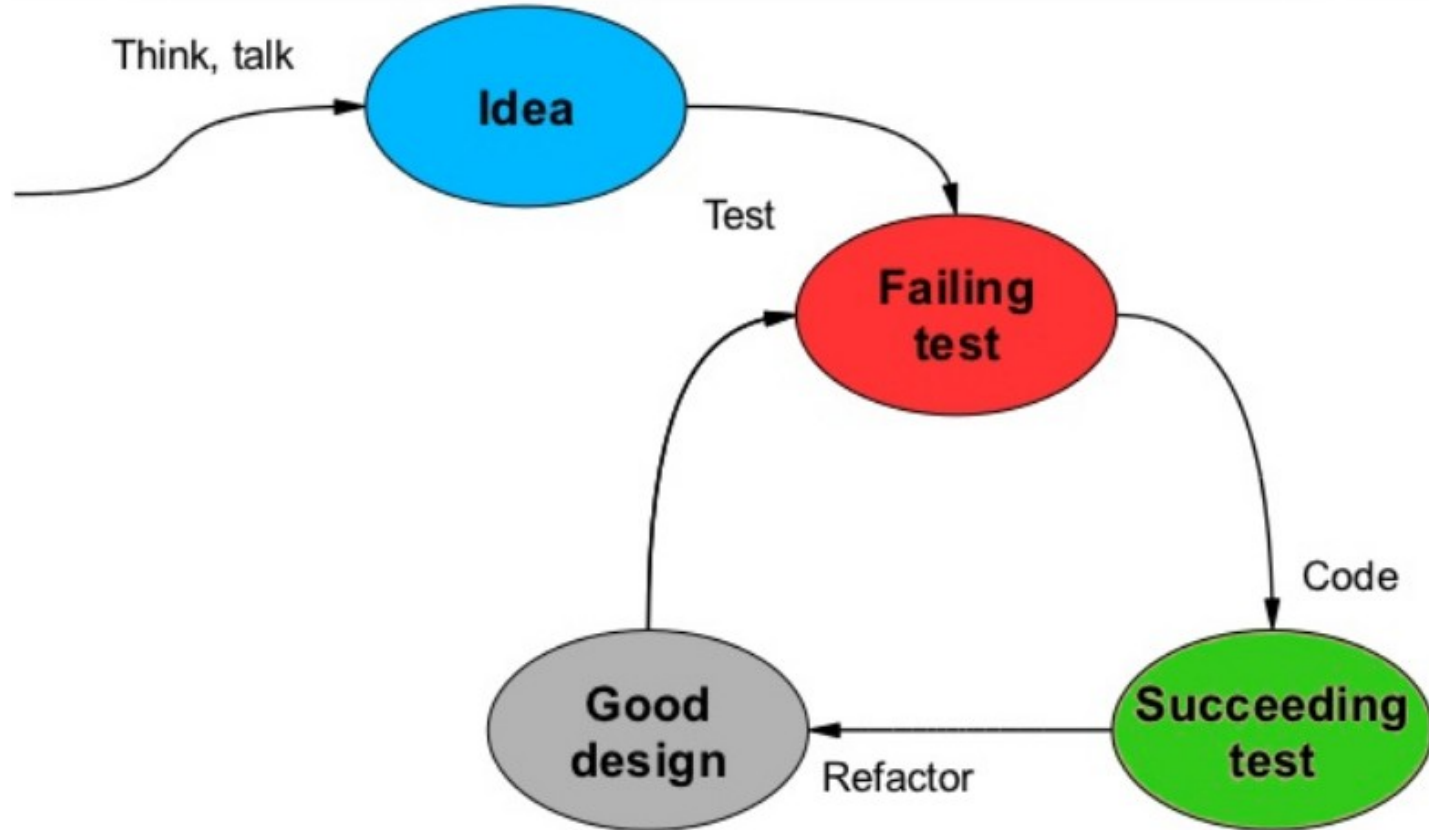 Think, talk
Idea
Test
Failing
test
Code
Good
design
Refactor
Succeeding
test